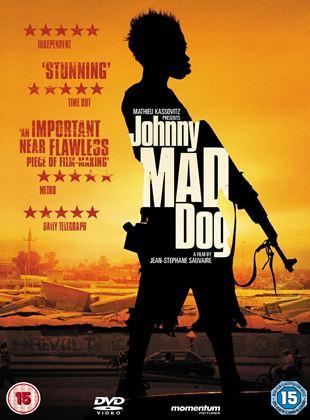 ★★★★★
INDEPENDENT
'STUNNING'
★★★★★
TIME OUT
'AN IMPORTANT
NEAR FLAWLESS
PIECE OF FILM-MAKING'
★★★★★
METRO
★★★★★
DAILY TELEGRAPH
MATHIEU KASSOVITZ
PRESENTS
Johnny
MAD
Dog
A FILM BY
JEAN-STEPHANE SAUVAIRE
REVOLT
15
DVD
VIDEO
momentum
PICTURES
15